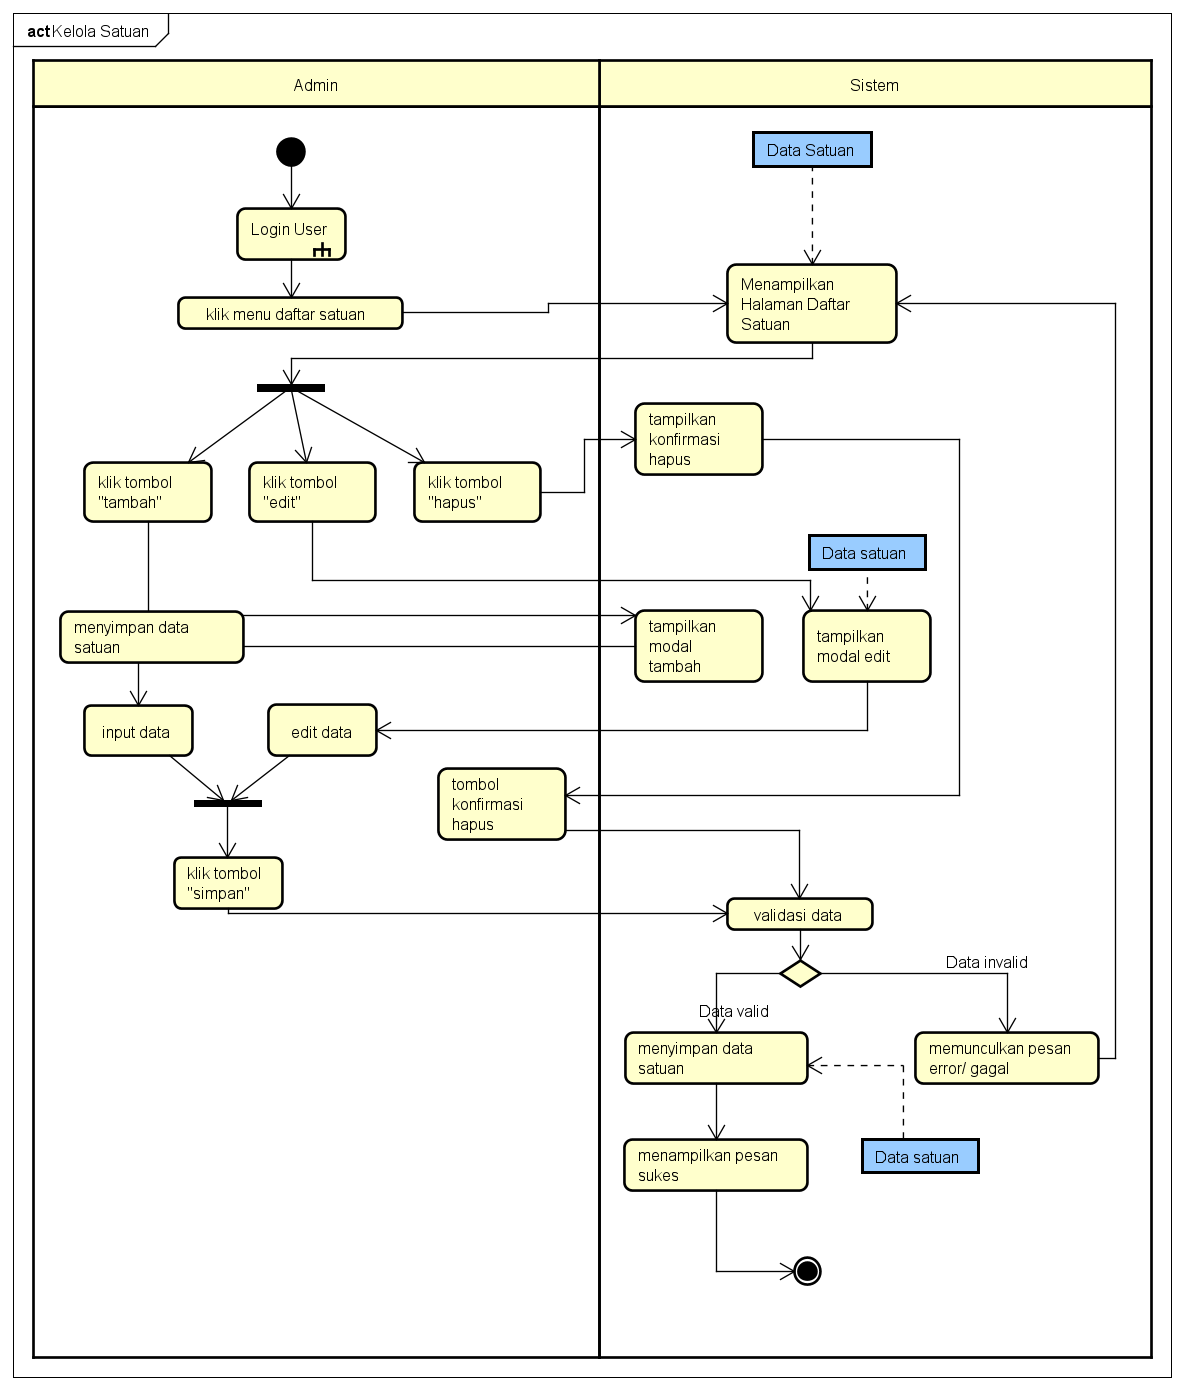 act Kelola Satuan
Admin
Sistem
Data Satuan
Login User
Menampilkan
Halaman Daftar
Satuan
klik menu daftar satuan
tampilkan
konfirmasi
hapus
klik tombol
"tambah"
klik tombol
"edit"
klik tombol
"hapus"
Data satuan
menyimpan data
satuan
tampilkan
modal
tambah
tampilkan
modal edit
input data
edit data
tombol
konfirmasi
hapus
klik tombol
"simpan"
validasi data
Data invalid
Data valid
menyimpan data
satuan
memunculkan pesan
error/ gagal
menampilkan pesan
sukes
Data satuan